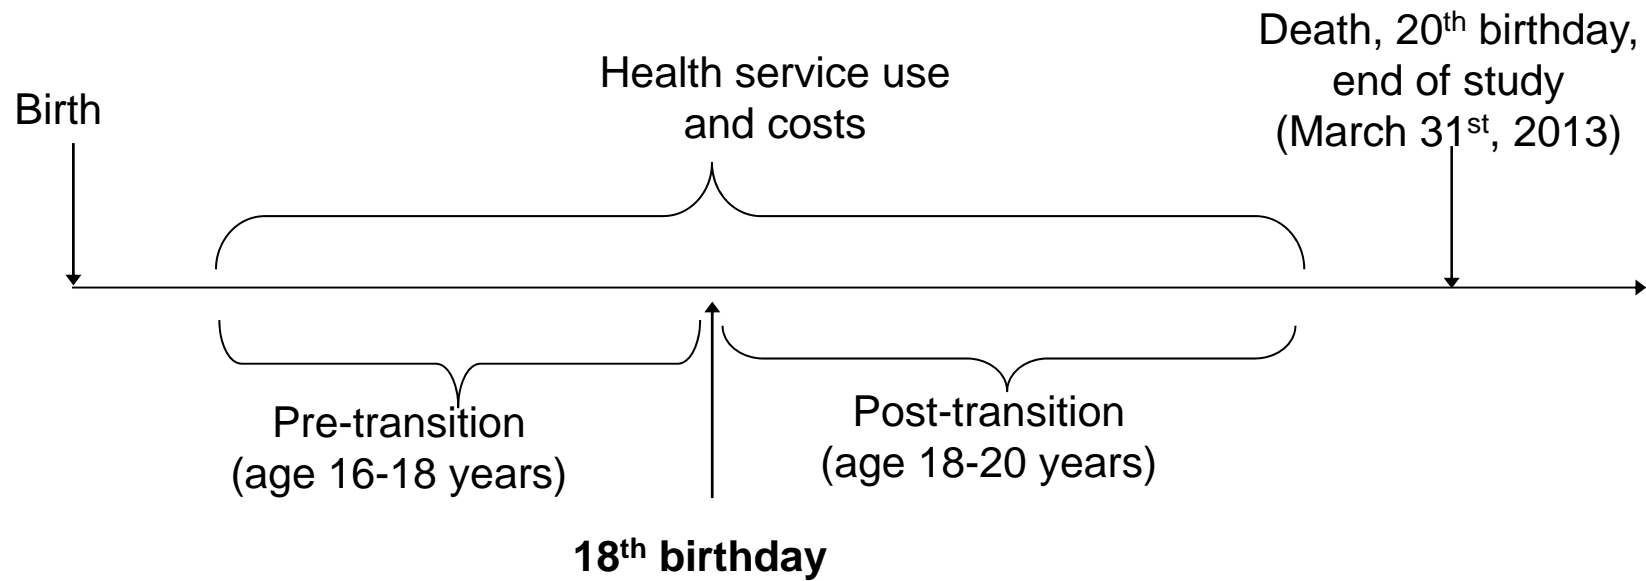 Birth
Health service use
and costs
Death, 20th birthday,
end of study
(March 31st, 2013)
Pre-transition
(age 16-18 years)
Post-transition
(age 18-20 years)
18th birthday